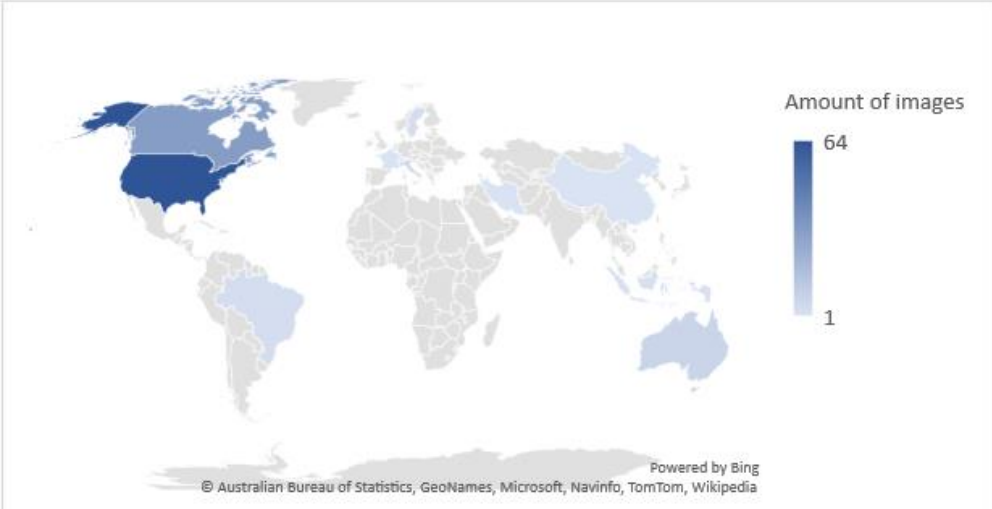 Amount of images
64
1
Powered by Bing
© Australian Bureau of Statistics, GeoNames, Microsoft, Navinfo, TomTom, Wikipedia